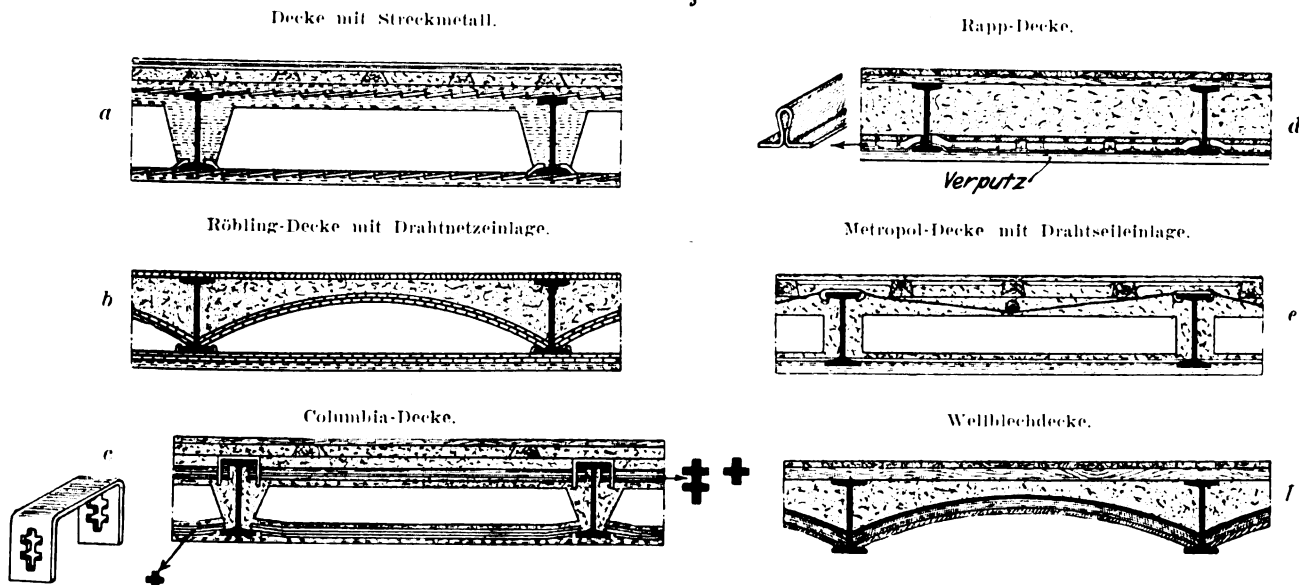 Decke mit Streckmetall.
a
Röbling-Decke mit Drahtnetzeinlage.
b
Columbia-Decke.
c
Rapp-Decke.
d
Verputz
Metropol-Decke mit Drahtseileinlage.
e
Wellblechdecke.
f